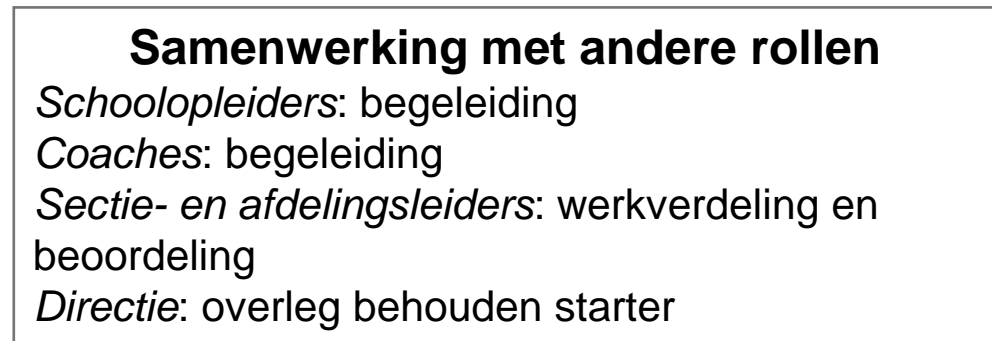 Samenwerking met andere rollen
Schoolopleiders: begeleiding
Coaches: begeleiding
Sectie- en afdelingsleiders: werkverdeling en
beoordeling
Directie: overleg behouden starter